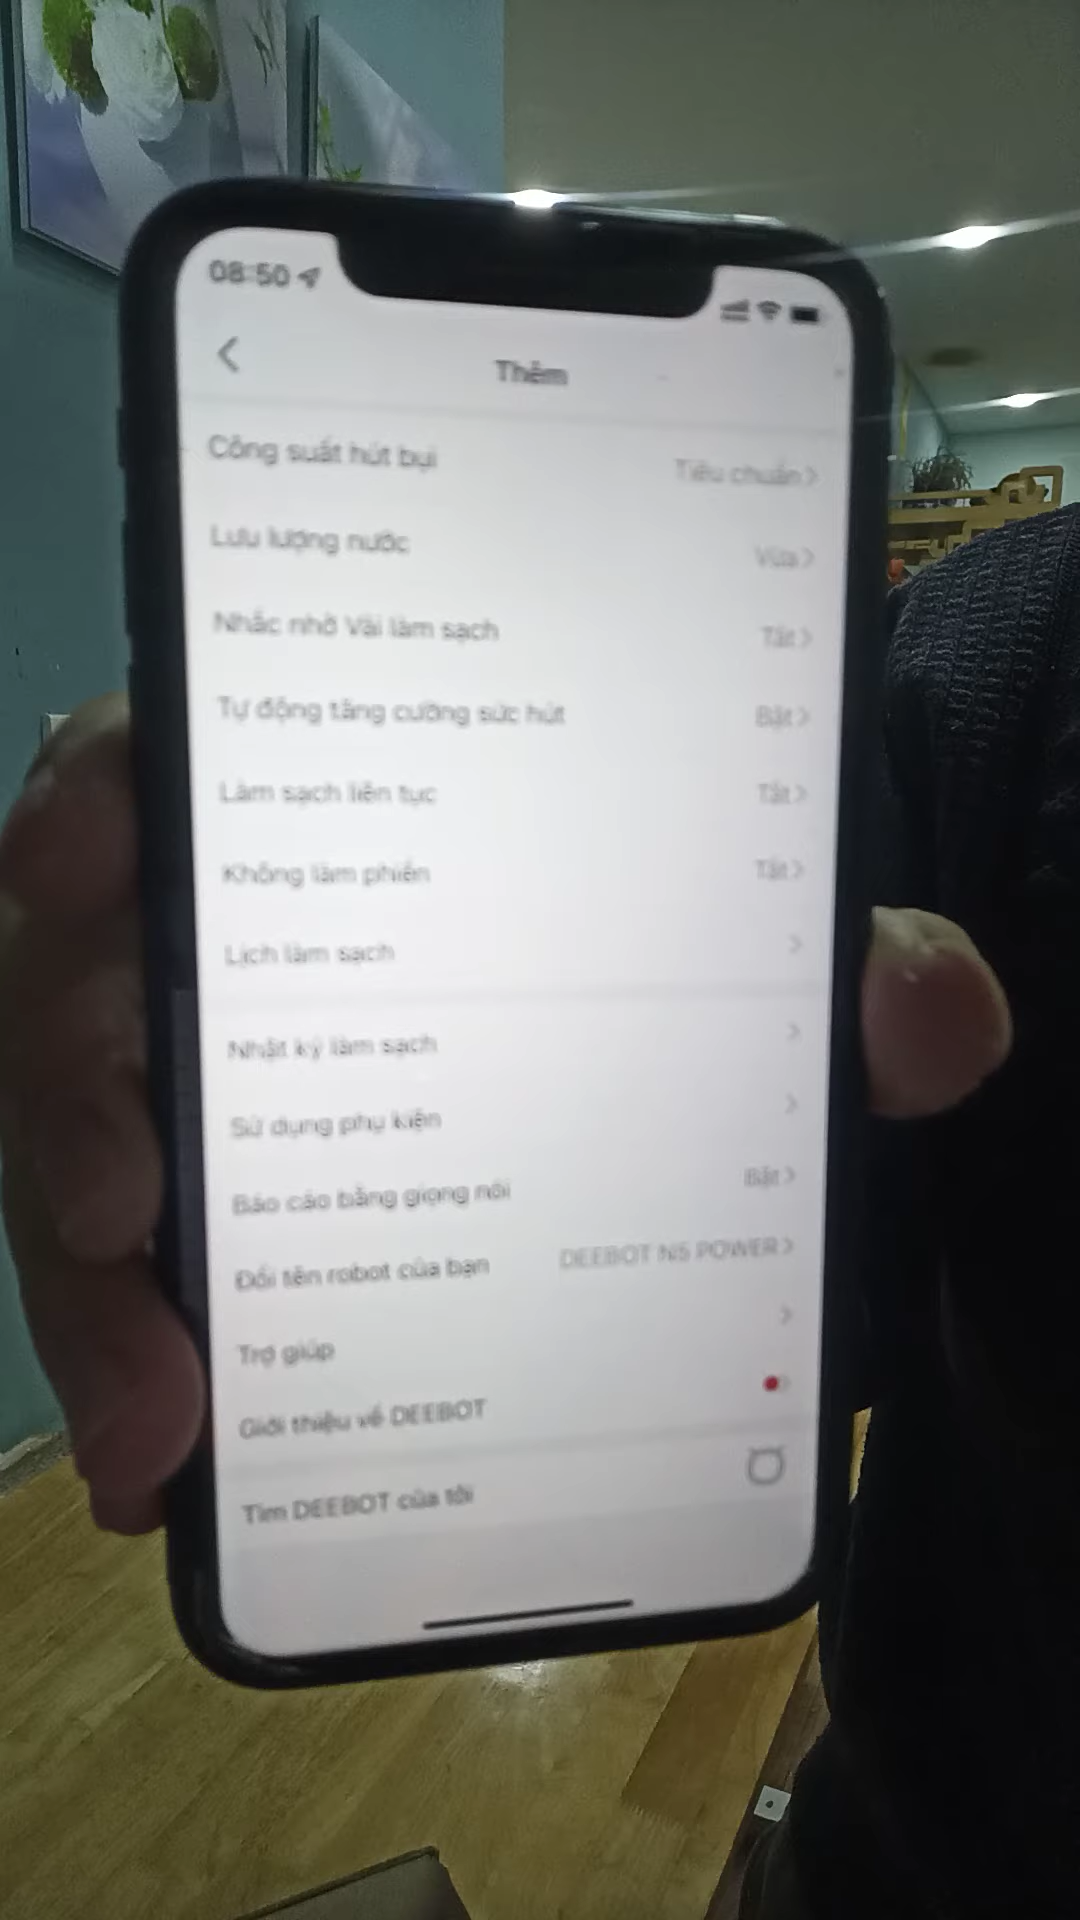 08:50
Thêm
Công suất hút bụi Tiêu chuẩn
Lưu lượng nước Vừa
Nhắc nhở Vải làm sạch Tắt
Tự động tăng cường sức hút Bật
Làm sạch liên tục Tắt
Không làm phiền Tắt
Lịch làm sạch
Nhật ký làm sạch
Sử dụng phụ kiện
Báo cáo bằng giọng nói Bật
Đổi tên robot của bạn DEEBOT N5 POWER
Trợ giúp
Giới thiệu về DEEBOT
Tìm DEEBOT của tôi